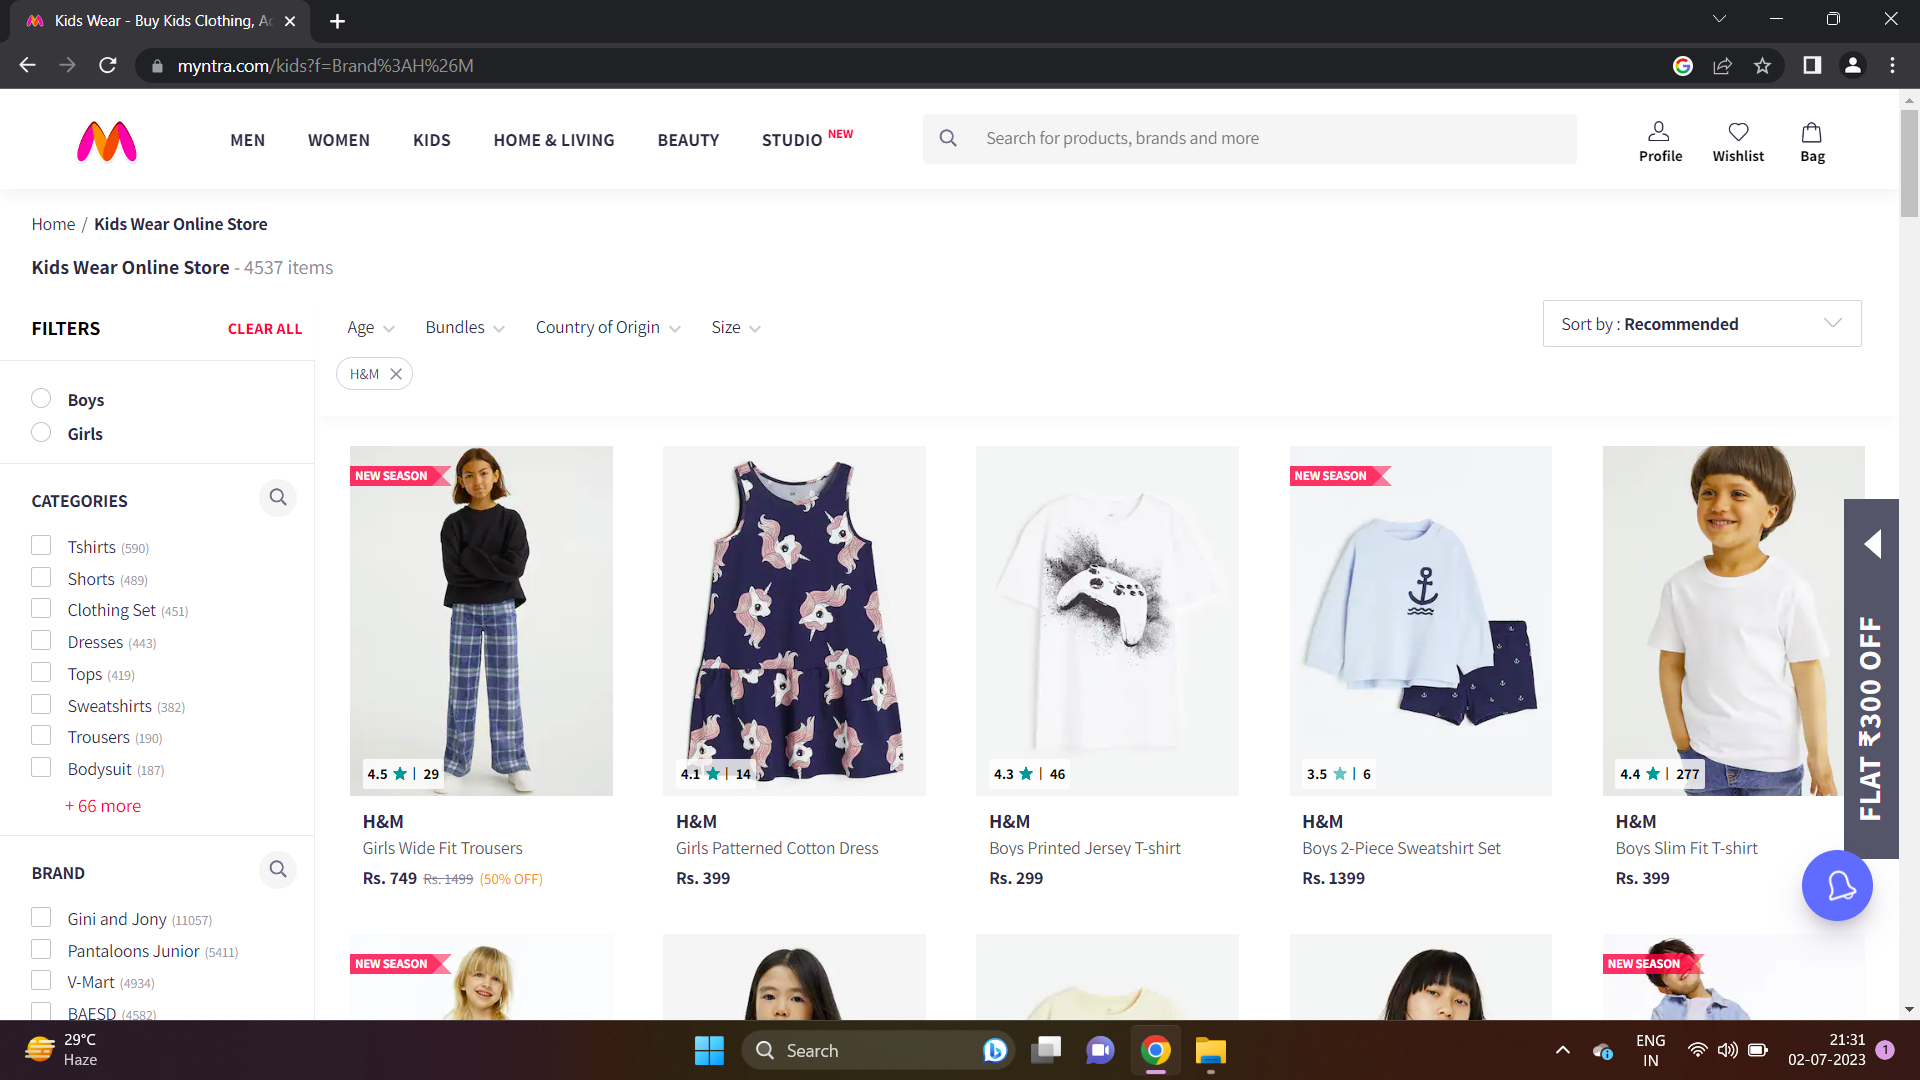 Kids Wear - Buy Kids Clothing, Ac
myntra.com/kids?f=Brand%3AH%26M
MEN WOMEN KIDS HOME & LIVING BEAUTY STUDIO NEW
Search for products, brands and more
Profile Wishlist Bag
Home / Kids Wear Online Store
Kids Wear Online Store - 4537 items
FILTERS CLEAR ALL
Age Bundles Country of Origin Size
Sort by : Recommended
H&M
Boys
Girls
CATEGORIES
Tshirts (590)
Shorts (489)
Clothing Set (451)
Dresses (443)
Tops (419)
Sweatshirts (382)
Trousers (190)
Bodysuit (187)
+ 66 more
BRAND
Gini and Jony (11057)
Pantaloons Junior (5411)
V-Mart (4934)
BAESD (4582)
NEW SEASON
4.5 | 29
H&M
Girls Wide Fit Trousers
Rs. 749 Rs. 1499 (50% OFF)
4.1 | 14
H&M
Girls Patterned Cotton Dress
Rs. 399
4.3 | 46
H&M
Boys Printed Jersey T-shirt
Rs. 299
NEW SEASON
3.5 | 6
H&M
Boys 2-Piece Sweatshirt Set
Rs. 1399
4.4 | 277
H&M
Boys Slim Fit T-shirt
Rs. 399
FLAT ₹300 OFF
NEW SEASON
NEW SEASON
29°C
Haze
Search
ENG
IN
21:31
02-07-2023
1